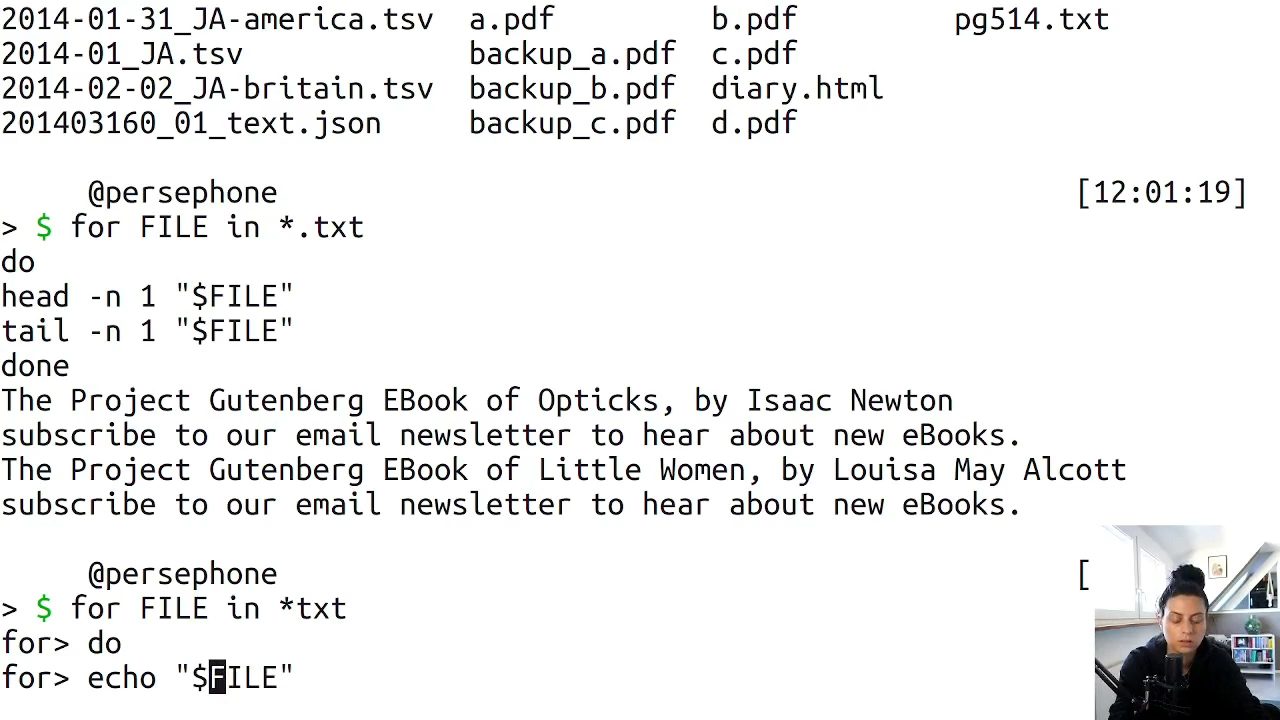 2014-01-31_JA-america.tsv  a.pdf         b.pdf       pg514.txt
2014-01_JA.tsv             backup_a.pdf  c.pdf
2014-02-02_JA-britain.tsv  backup_b.pdf  diary.html
201403160_01_text.json     backup_c.pdf  d.pdf
@persephone [12:01:19]
> $ for FILE in *.txt
do
head -n 1 "$FILE"
tail -n 1 "$FILE"
done
The Project Gutenberg EBook of Opticks, by Isaac Newton
subscribe to our email newsletter to hear about new eBooks.
The Project Gutenberg EBook of Little Women, by Louisa May Alcott
subscribe to our email newsletter to hear about new eBooks.
@persephone [
> $ for FILE in *txt
for> do
for> echo "$FILE"